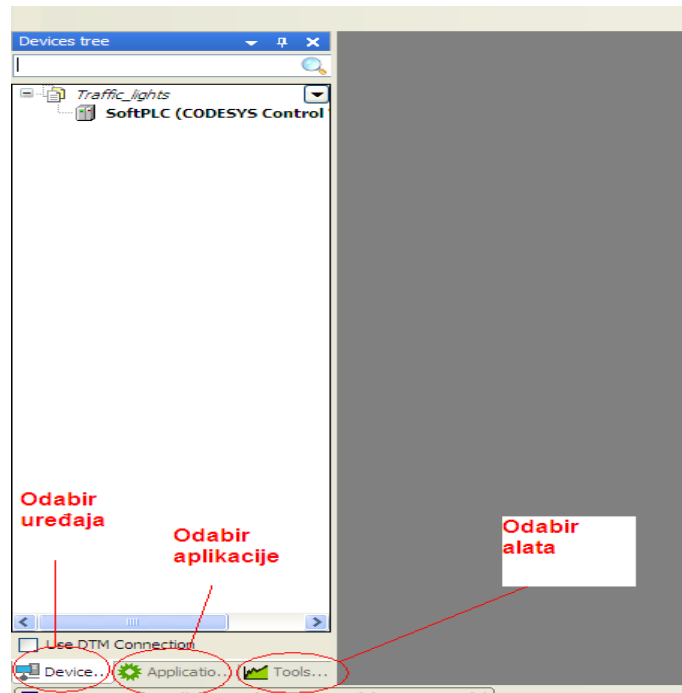 Devices tree
Traffic_lights
SoftPLC (CODESYS Control
Odabir
uređaja
Odabir
aplikacije
Odabir
alata
Use DTM Connection
Device...
Applicatio...
Tools...